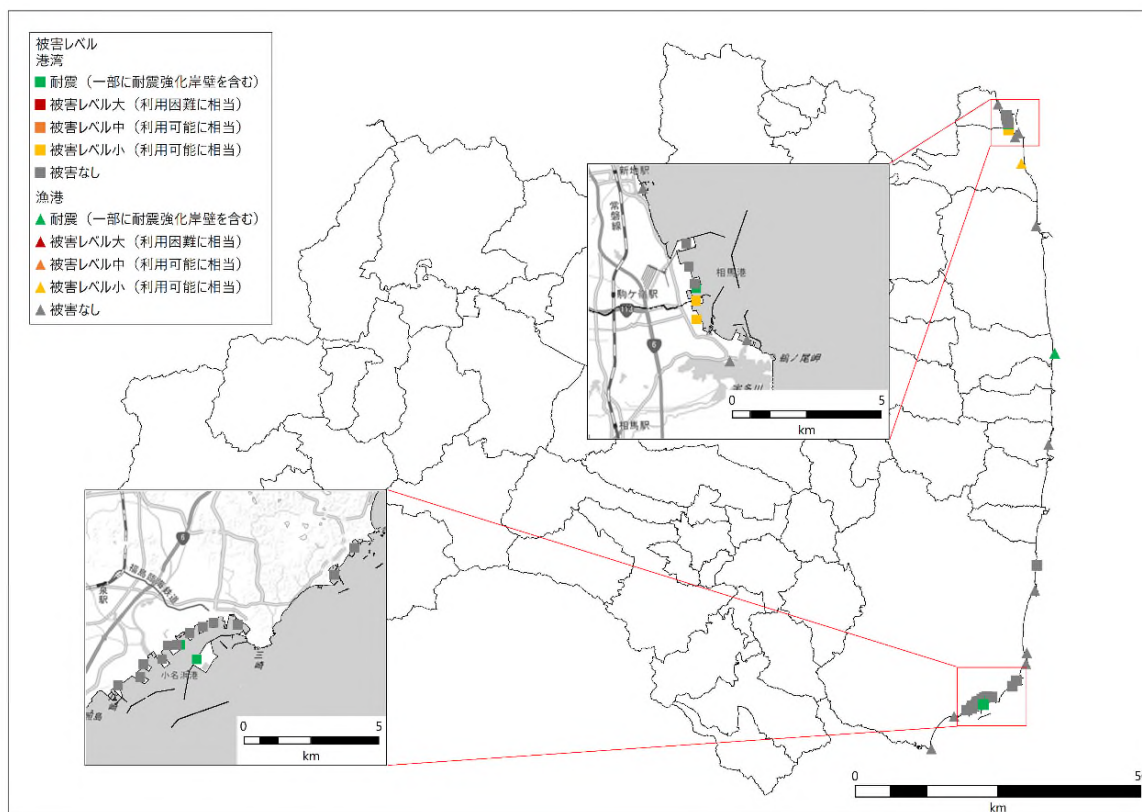 被害レベル
港湾
耐震（一部に耐震強化岸壁を含む）
被害レベル大（利用困難に相当）
被害レベル中（利用可能に相当）
被害レベル小（利用可能に相当）
被害なし
漁港
耐震（一部に耐震強化岸壁を含む）
被害レベル大（利用困難に相当）
被害レベル中（利用可能に相当）
被害レベル小（利用可能に相当）
被害なし
新地駅
常磐線
相馬港
駒ケ嶺駅
6
鵜ノ尾岬
宇多川
相馬駅
0 5
km
6
福島臨海鉄道
泉駅
三崎
小名浜港
0 5
km
0
km